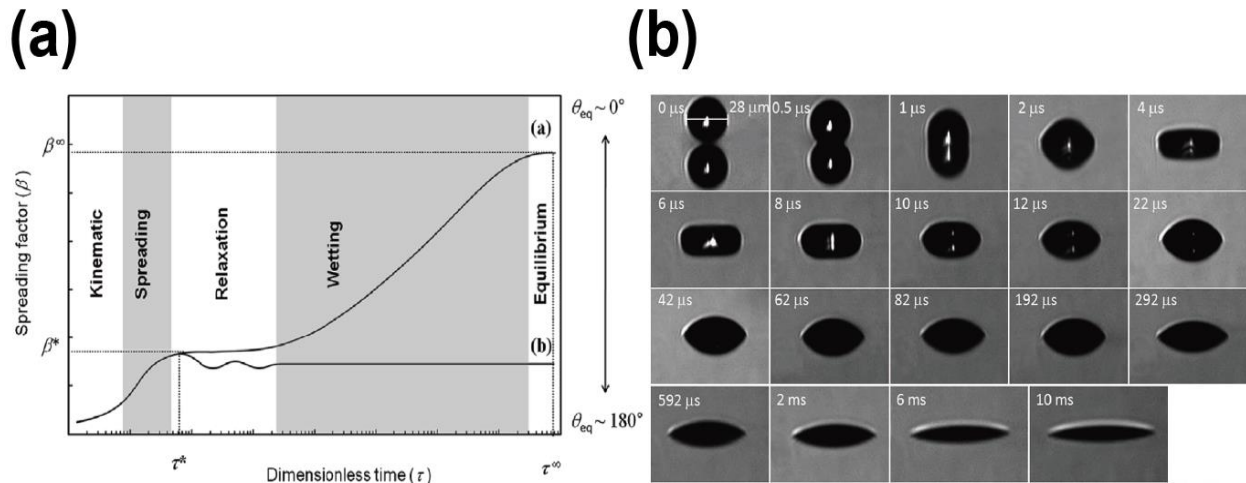 (a)
(b)
Spreading factor (β)
β∞
β*
Kinematic
Spreading
Relaxation
Wetting
Equilibrium
(a)
(b)
θeq ~ 0°
θeq ~ 180°
τ*
τ∞
Dimensionless time (τ)
0 μs 28 μm 0.5 μs 1 μs 2 μs 4 μs
6 μs 8 μs 10 μs 12 μs 22 μs
42 μs 62 μs 82 μs 192 μs 292 μs
592 μs 2 ms 6 ms 10 ms